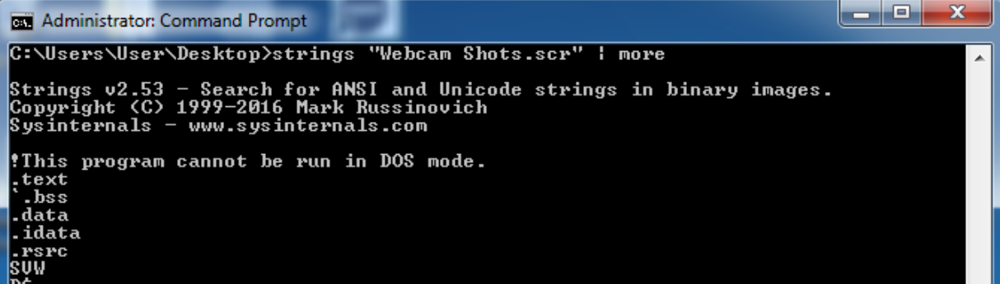 Administrator: Command Prompt
C:\Users\User\Desktop>strings "Webcam Shots.scr" | more
Strings v2.53 - Search for ANSI and Unicode strings in binary images.
Copyright (C) 1999-2016 Mark Russinovich
Sysinternals - www.sysinternals.com
!This program cannot be run in DOS mode.
.text
`.bss
.data
.idata
.rsrc
SVW